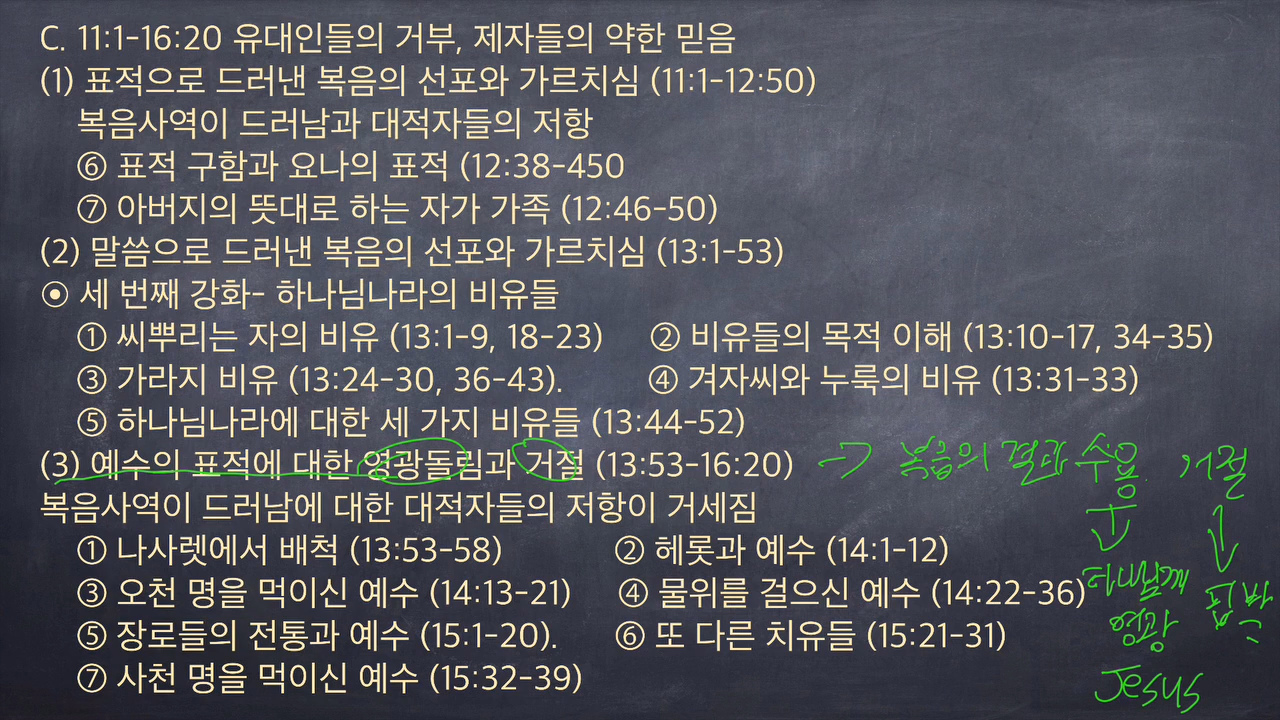 C. 11:1-16:20 유대인들의 거부, 제자들의 약한 믿음
(1) 표적으로 드러낸 복음의 선포와 가르치심 (11:1-12:50)
복음사역이 드러남과 대적자들의 저항
⑥ 표적 구함과 요나의 표적 (12:38-450
⑦ 아버지의 뜻대로 하는 자가 가족 (12:46-50)
(2) 말씀으로 드러낸 복음의 선포와 가르치심 (13:1-53)
⦿ 세 번째 강화- 하나님나라의 비유들
① 씨뿌리는 자의 비유 (13:1-9, 18-23) ② 비유들의 목적 이해 (13:10-17, 34-35)
③ 가라지 비유 (13:24-30, 36-43). ④ 겨자씨와 누룩의 비유 (13:31-33)
⑤ 하나님나라에 대한 세 가지 비유들 (13:44-52)
(3) 예수의 표적에 대한 영광돌림과 거절 (13:53-16:20) → 복음의 결과 수용 거절
복음사역이 드러남에 대한 대적자들의 저항이 거세짐
① 나사렛에서 배척 (13:53-58) ② 헤롯과 예수 (14:1-12)
③ 오천 명을 먹이신 예수 (14:13-21) ④ 물위를 걸으신 예수 (14:22-36) 하나님께 핍박
⑤ 장로들의 전통과 예수 (15:1-20). ⑥ 또 다른 치유들 (15:21-31) 영광
⑦ 사천 명을 먹이신 예수 (15:32-39) Jesus